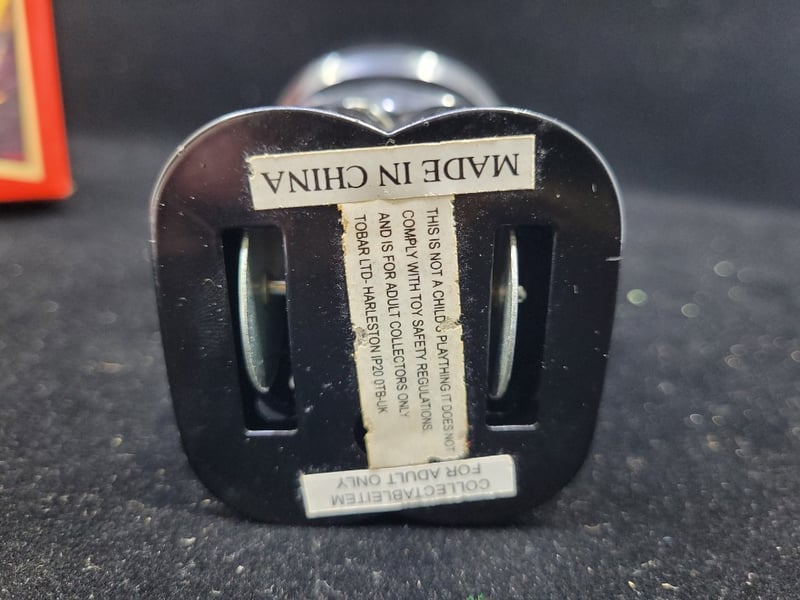 MADE IN CHINA
THIS IS NOT A CHILD'S PLAYTHING.IT DOES NOT
COMPLY WITH TOY SAFETY REGULATIONS.
AND IS FOR ADULT COLLECTORS ONLY
TOBAR LTD-HARLESTON IP20 0TB-UK
COLLECTABLEITEM
FOR ADULT ONLY